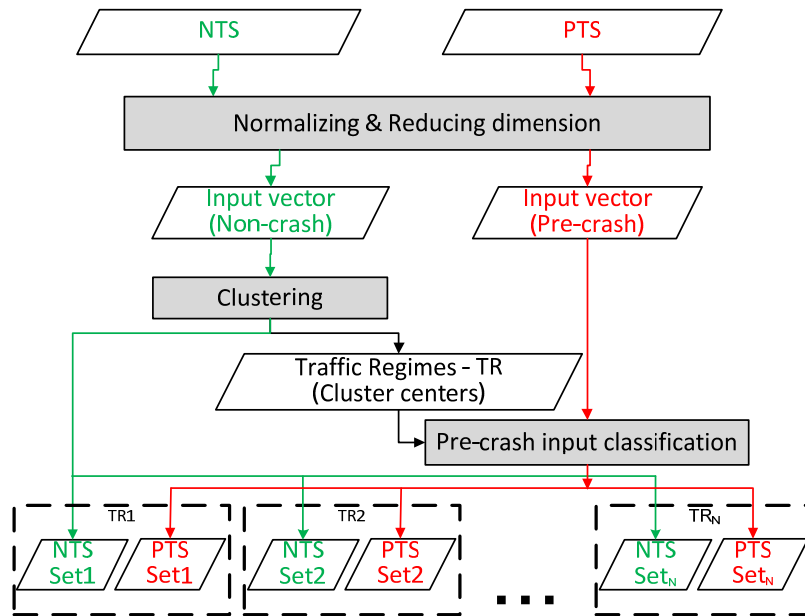 NTS
PTS
Normalizing & Reducing dimension
Input vector
(Non-crash)
Input vector
(Pre-crash)
Clustering
Traffic Regimes - TR
(Cluster centers)
Pre-crash input classification
TR1
TR2
TRN
NTS
Set1
PTS
Set1
NTS
Set2
PTS
Set2
...
NTS
SetN
PTS
SetN